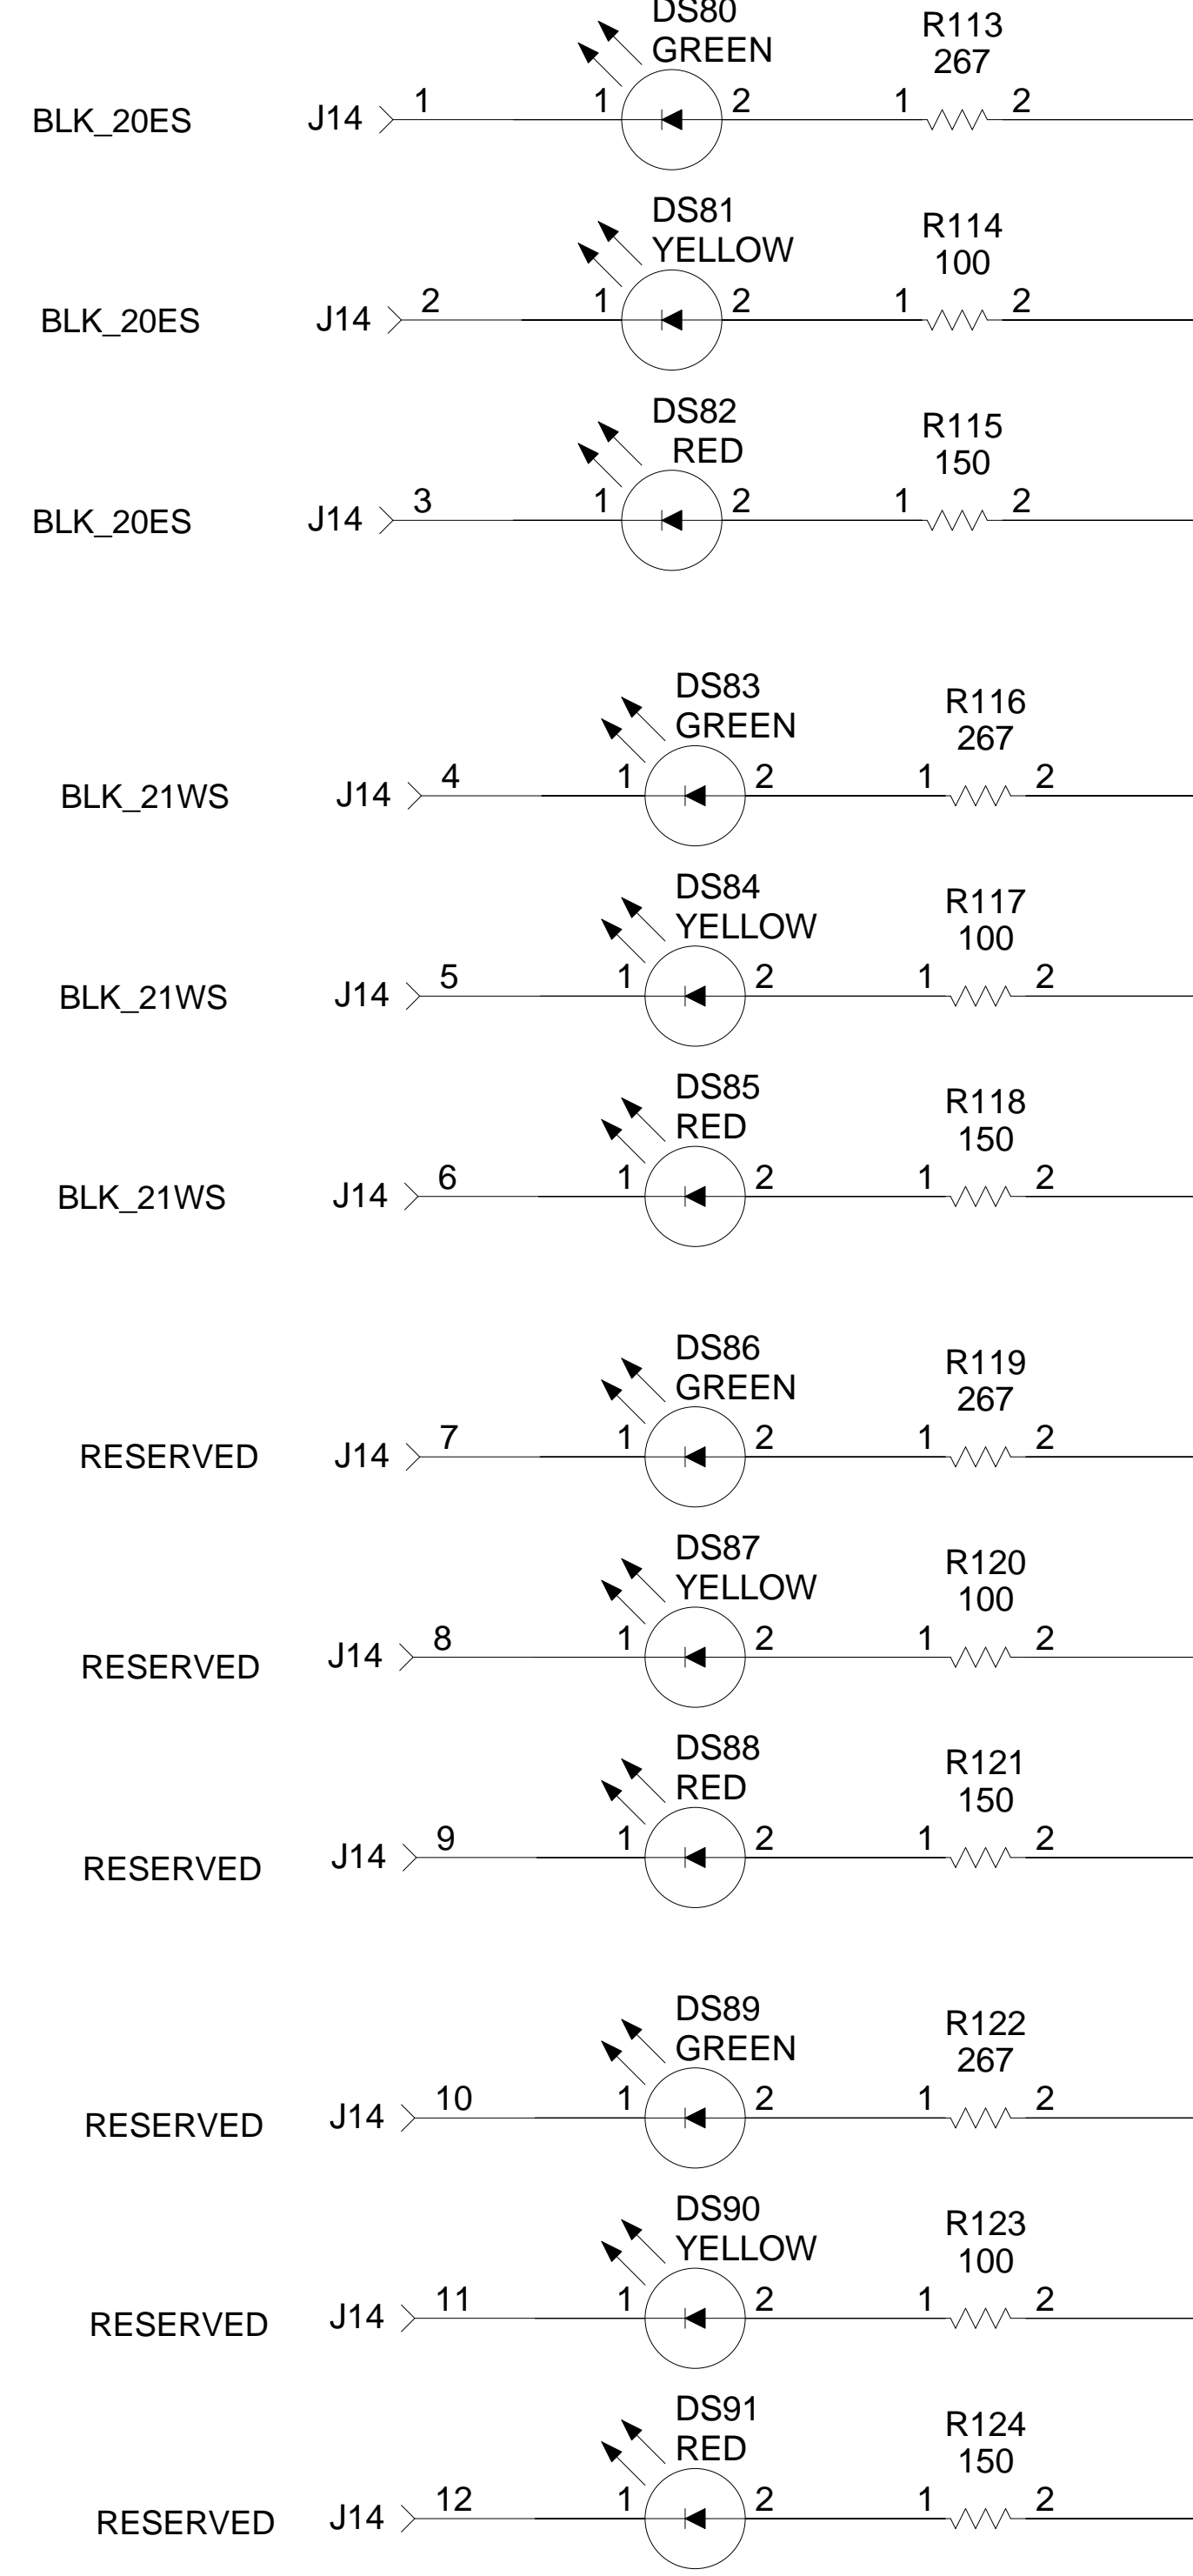 DS80
GREEN
R113
267
BLK_20ES J14 1 1 2 1 2
DS81
YELLOW
R114
100
BLK_20ES J14 2 1 2 1 2
DS82
RED
R115
150
BLK_20ES J14 3 1 2 1 2
DS83
GREEN
R116
267
BLK_21WS J14 4 1 2 1 2
DS84
YELLOW
R117
100
BLK_21WS J14 5 1 2 1 2
DS85
RED
R118
150
BLK_21WS J14 6 1 2 1 2
DS86
GREEN
R119
267
RESERVED J14 7 1 2 1 2
DS87
YELLOW
R120
100
RESERVED J14 8 1 2 1 2
DS88
RED
R121
150
RESERVED J14 9 1 2 1 2
DS89
GREEN
R122
267
RESERVED J14 10 1 2 1 2
DS90
YELLOW
R123
100
RESERVED J14 11 1 2 1 2
DS91
RED
R124
150
RESERVED J14 12 1 2 1 2